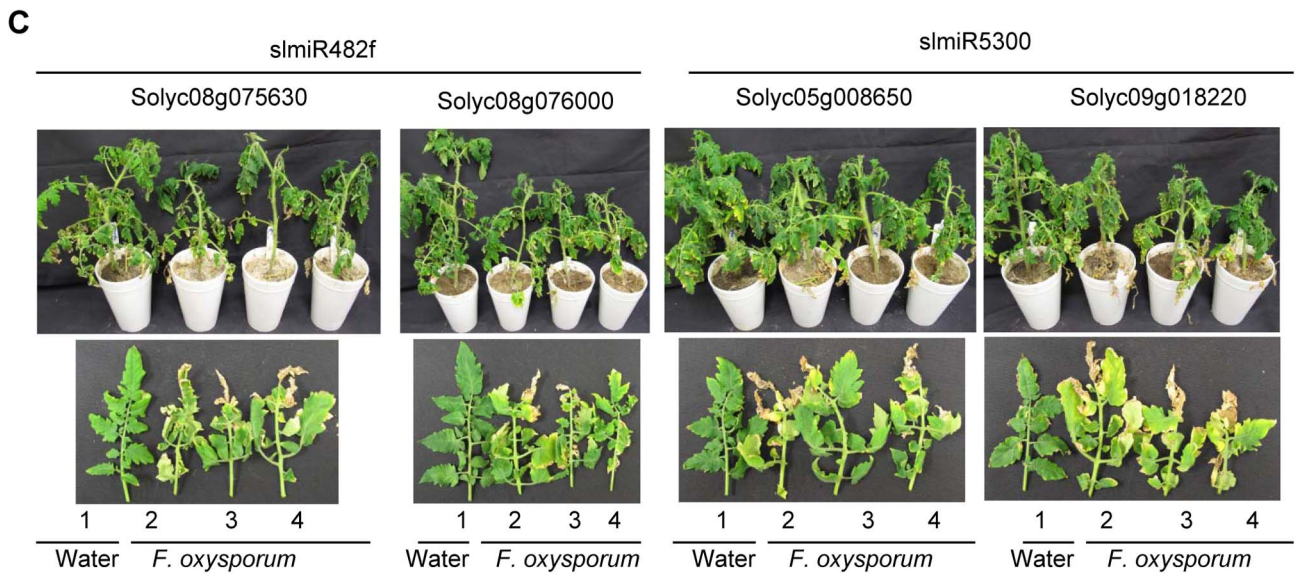 C
slmiR482f
slmiR5300
Solyc08g075630
Solyc08g076000
Solyc05g008650
Solyc09g018220
1 2 3 4
1 2 3 4
1 2 3 4
1 2 3 4
Water F. oxysporum
Water F. oxysporum
Water F. oxysporum
Water F. oxysporum